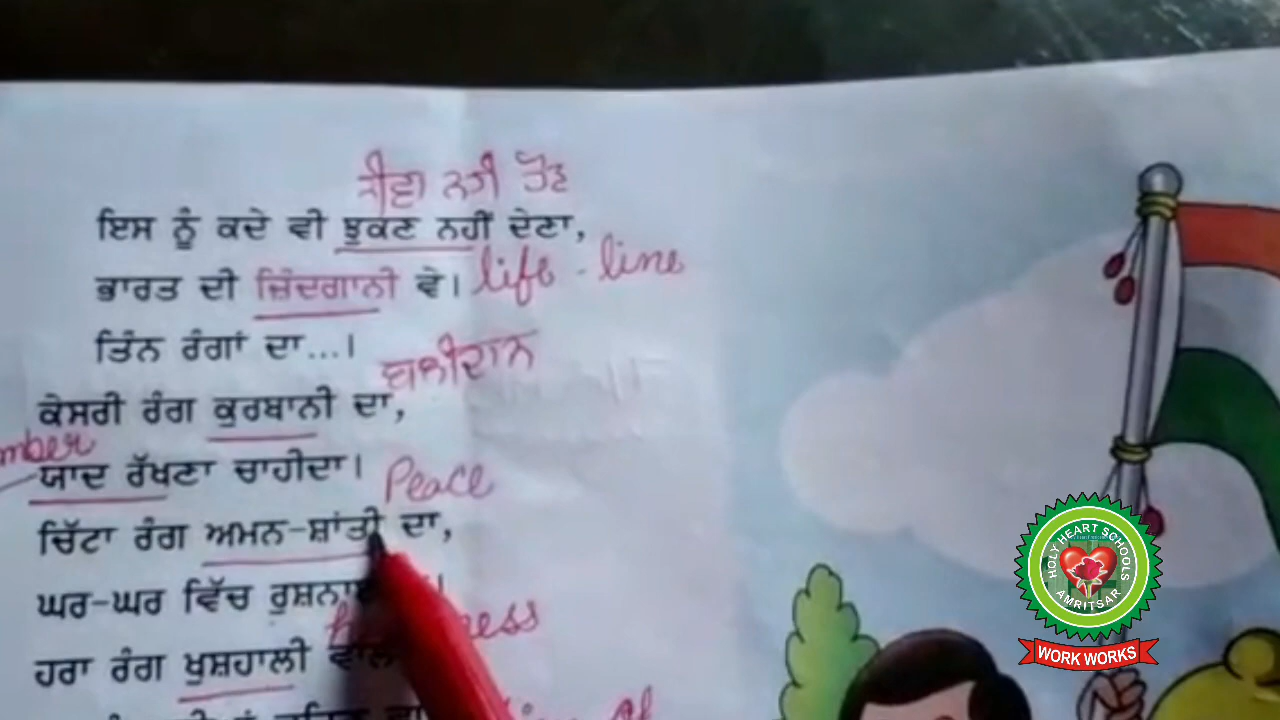 ਨੀਵਾ ਨਹੀ ਹੋਣ
ਇਸ ਨੂੰ ਕਦੇ ਵੀ ਝੁਕਣ ਨਹੀਂ ਦੇਣਾ,
ਭਾਰਤ ਦੀ ਜ਼ਿੰਦਗਾਨੀ ਵੇ। life-line
ਤਿੰਨ ਰੰਗਾਂ ਦਾ...।
ਬਲੀਦਾਨ
ਕੇਸਰੀ ਰੰਗ ਕੁਰਬਾਨੀ ਦਾ,
ਯਾਦ ਰੱਖਣਾ ਚਾਹੀਦਾ। Peace
ਚਿੱਟਾ ਰੰਗ ਅਮਨ-ਸ਼ਾਂਤੀ ਦਾ,
ਘਰ-ਘਰ ਵਿੱਚ
ਹਰਾ ਰੰਗ ਖੁਸ਼ਹਾਲੀ
HOLY HEART SCHOOLS
AMRITSAR
WORK WORKS